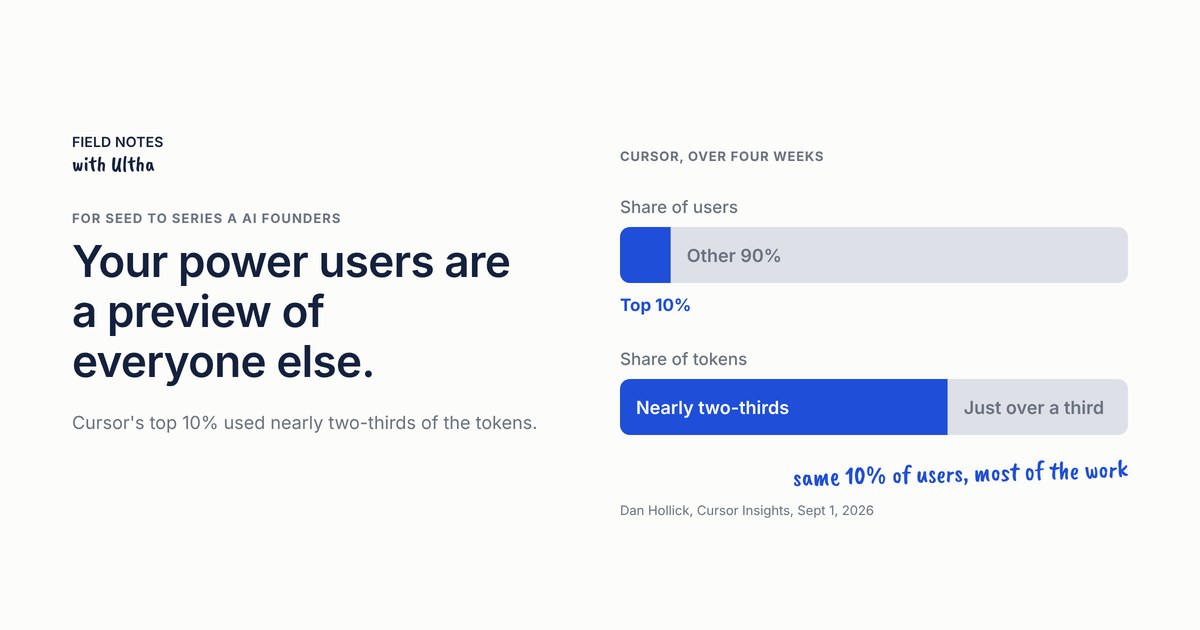 FIELD NOTES
with Ultha
FOR SEED TO SERIES A AI FOUNDERS
Your power users are
a preview of
everyone else.
Cursor's top 10% used nearly two-thirds of the tokens.
CURSOR, OVER FOUR WEEKS
Share of users
Other 90%
Top 10%
Share of tokens
Nearly two-thirds
Just over a third
same 10% of users, most of the work
Dan Hollick, Cursor Insights, Sept 1, 2026